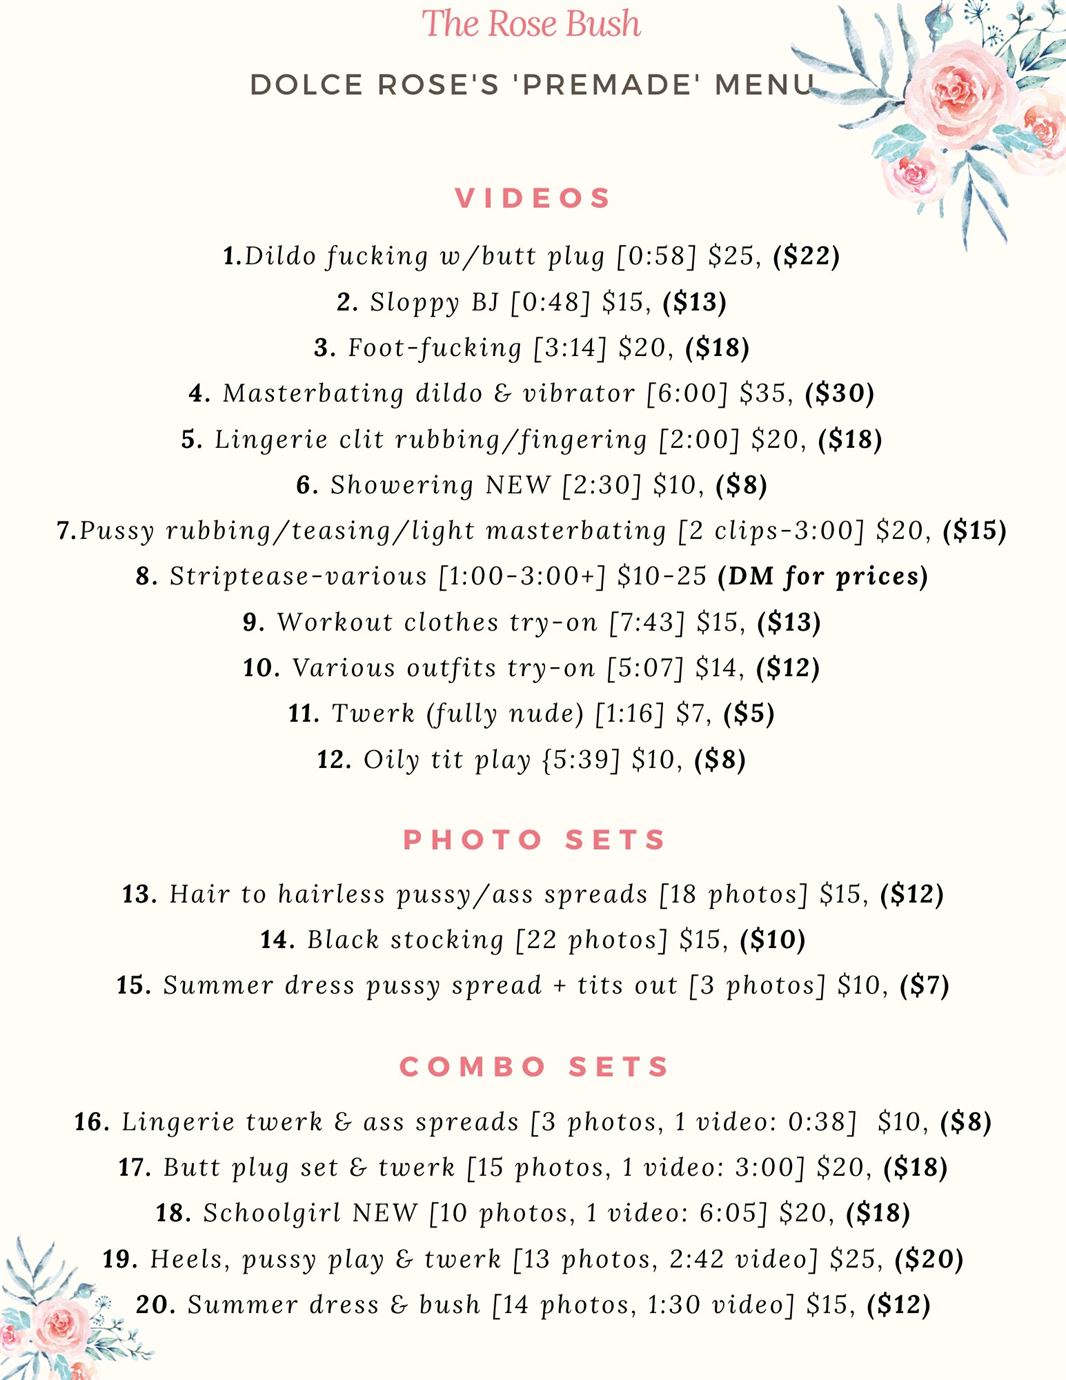 The Rose Bush
DOLCE ROSE'S 'PREMADE' MENU
VIDEOS
1.Dildo fucking w/butt plug [0:58] $25, ($22)
2. Sloppy BJ [0:48] $15, ($13)
3. Foot-fucking [3:14] $20, ($18)
4. Masterbating dildo & vibrator [6:00] $35, ($30)
5. Lingerie clit rubbing/fingering [2:00] $20, ($18)
6. Showering NEW [2:30] $10, ($8)
7.Pussy rubbing/teasing/light masterbating [2 clips-3:00] $20, ($15)
8. Striptease-various [1:00-3:00+] $10-25 (DM for prices)
9. Workout clothes try-on [7:43] $15, ($13)
10. Various outfits try-on [5:07] $14, ($12)
11. Twerk (fully nude) [1:16] $7, ($5)
12. Oily tit play {5:39] $10, ($8)
PHOTO SETS
13. Hair to hairless pussy/ass spreads [18 photos] $15, ($12)
14. Black stocking [22 photos] $15, ($10)
15. Summer dress pussy spread + tits out [3 photos] $10, ($7)
COMBO SETS
16. Lingerie twerk & ass spreads [3 photos, 1 video: 0:38]  $10, ($8)
17. Butt plug set & twerk [15 photos, 1 video: 3:00] $20, ($18)
18. Schoolgirl NEW [10 photos, 1 video: 6:05] $20, ($18)
19. Heels, pussy play & twerk [13 photos, 2:42 video] $25, ($20)
20. Summer dress & bush [14 photos, 1:30 video] $15, ($12)